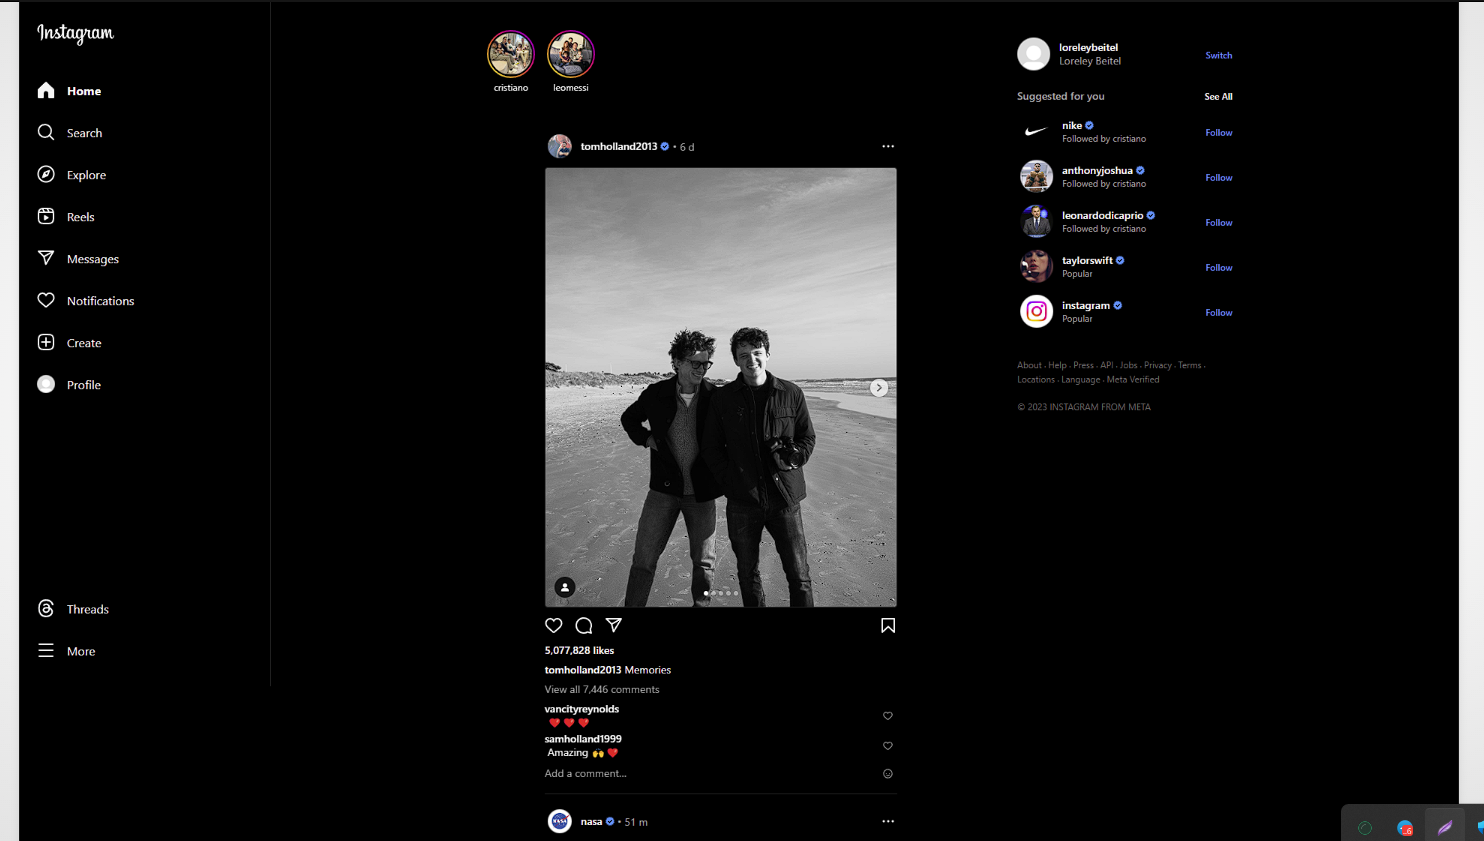 Instagram
Home
Search
Explore
Reels
Messages
Notifications
Create
Profile
Threads
More
cristiano
leomessi
tomholland2013 • 6 d
5,077,828 likes
tomholland2013 Memories
View all 7,446 comments
vancityreynolds
samholland1999
Amazing 🙌❤️
Add a comment...
NASA
nasa • 51 m
loreleybeitel
Loreley Beitel
Switch
Suggested for you
See All
nike
Followed by cristiano
Follow
anthonyjoshua
Followed by cristiano
Follow
leonardodicaprio
Followed by cristiano
Follow
taylorswift
Popular
Follow
instagram
Popular
Follow
About · Help · Press · API · Jobs · Privacy · Terms ·
Locations · Language · Meta Verified
© 2023 INSTAGRAM FROM META